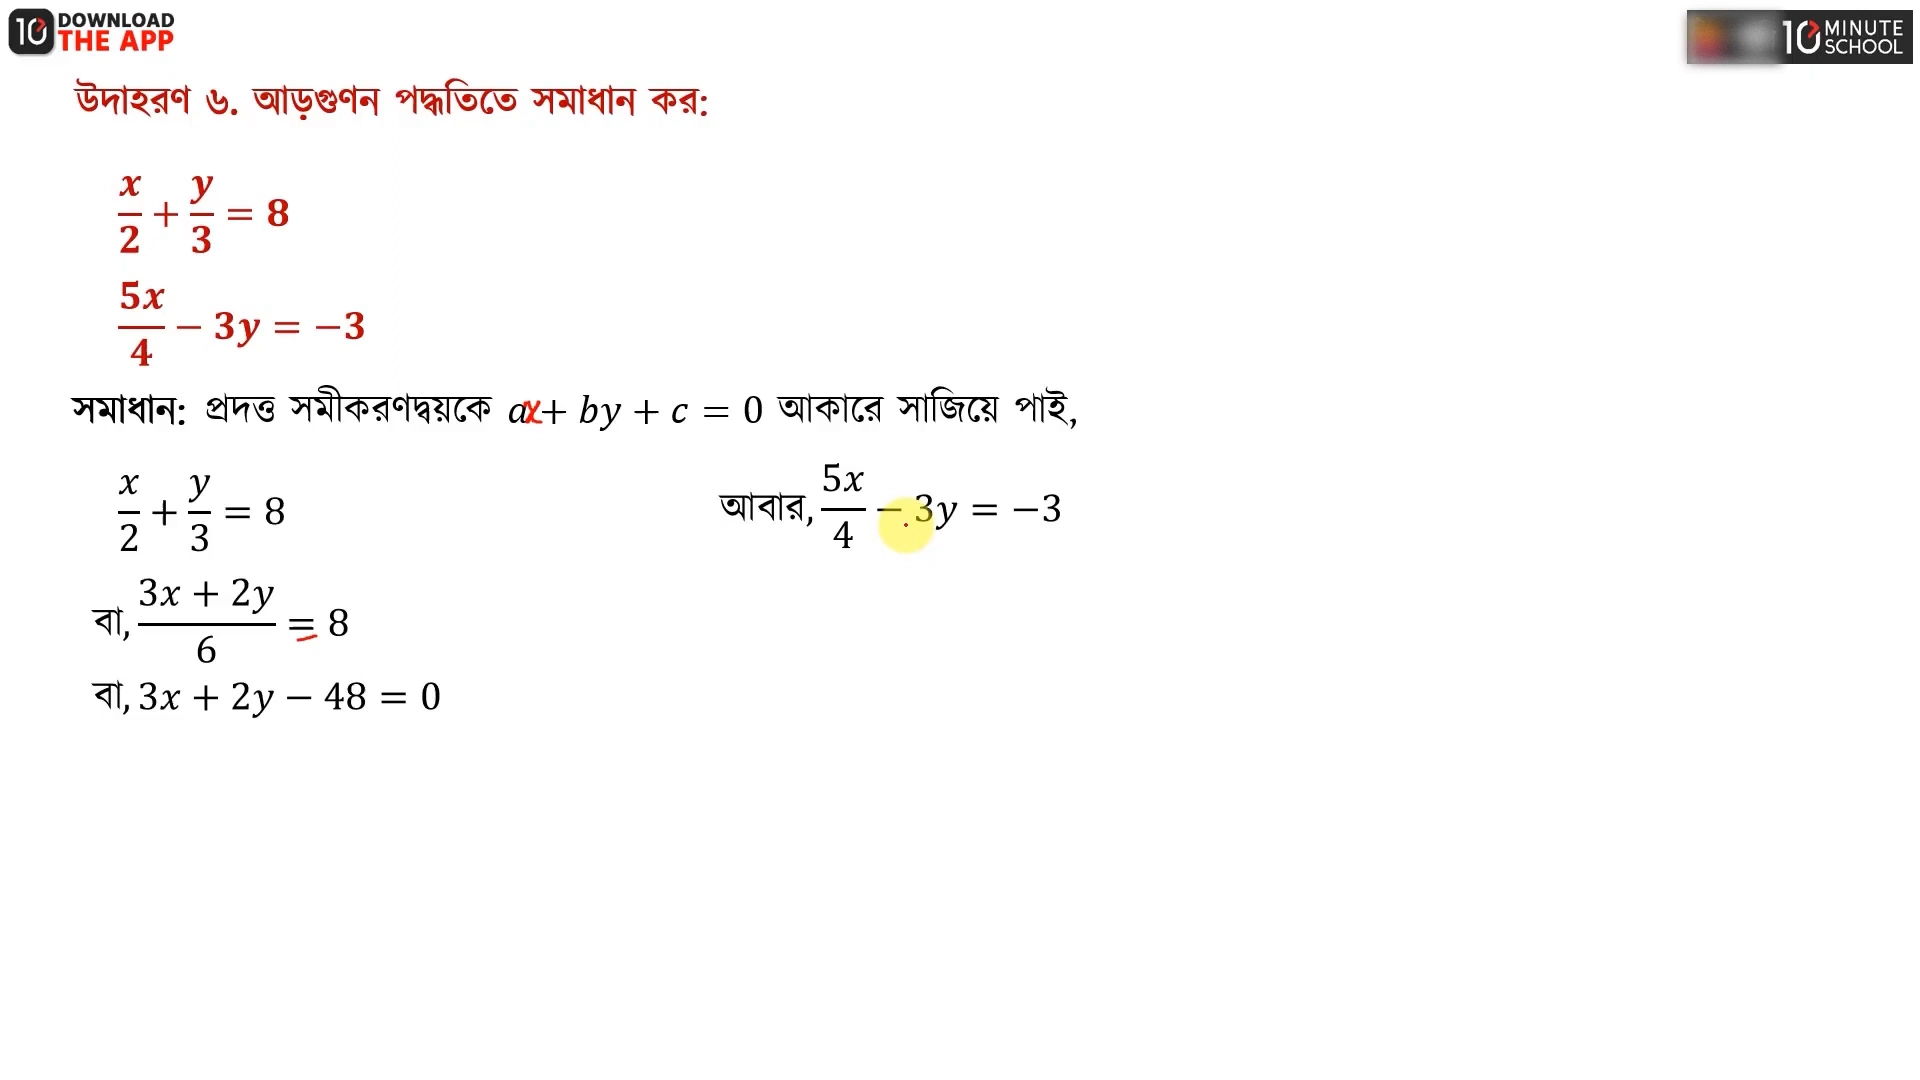 10 DOWNLOAD THE APP
10 MINUTE SCHOOL
উদাহরণ ৬. আড়গুণন পদ্ধতিতে সমাধান কর:
x/2 + y/3 = 8
5x/4 − 3y = −3
সমাধান: প্রদত্ত সমীকরণদ্বয়কে ax + by + c = 0 আকারে সাজিয়ে পাই,
x/2 + y/3 = 8
আবার, 5x/4 − 3y = −3
বা, (3x + 2y)/6 = 8
বা, 3x + 2y − 48 = 0